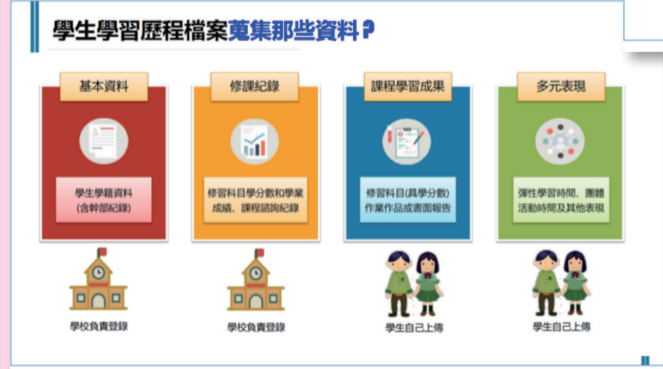 學生學習歷程檔案蒐集那些資料？
基本資料
修課紀錄
課程學習成果
多元表現
學生學籍資料
(含幹部紀錄)
修習科目學分數和學業
成績、課程諮詢紀錄
修習科目(具學分數)
作業作品或書面報告
彈性學習時間、團體
活動時間及其他表現
學校負責登錄
學校負責登錄
學生自己上傳
學生自己上傳